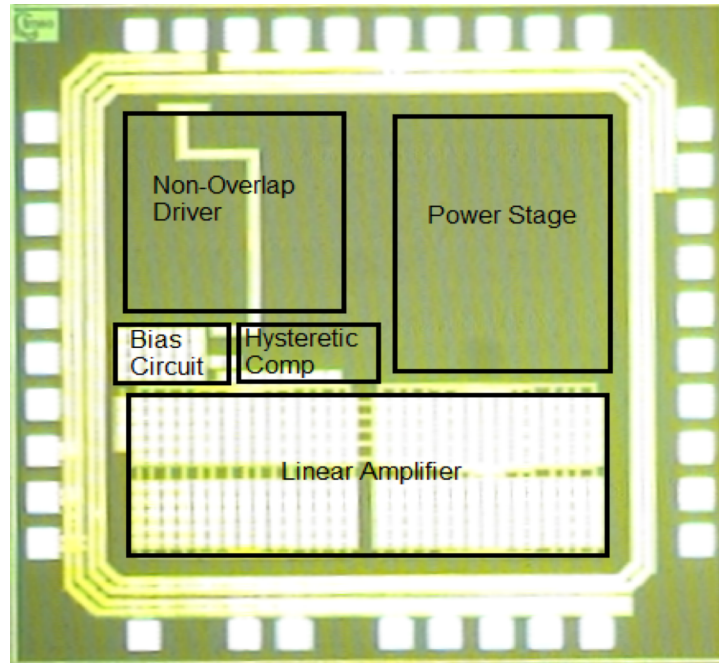 Non-Overlap
Driver
Power Stage
Bias
Circuit
Hysteretic
Comp
Linear Amplifier